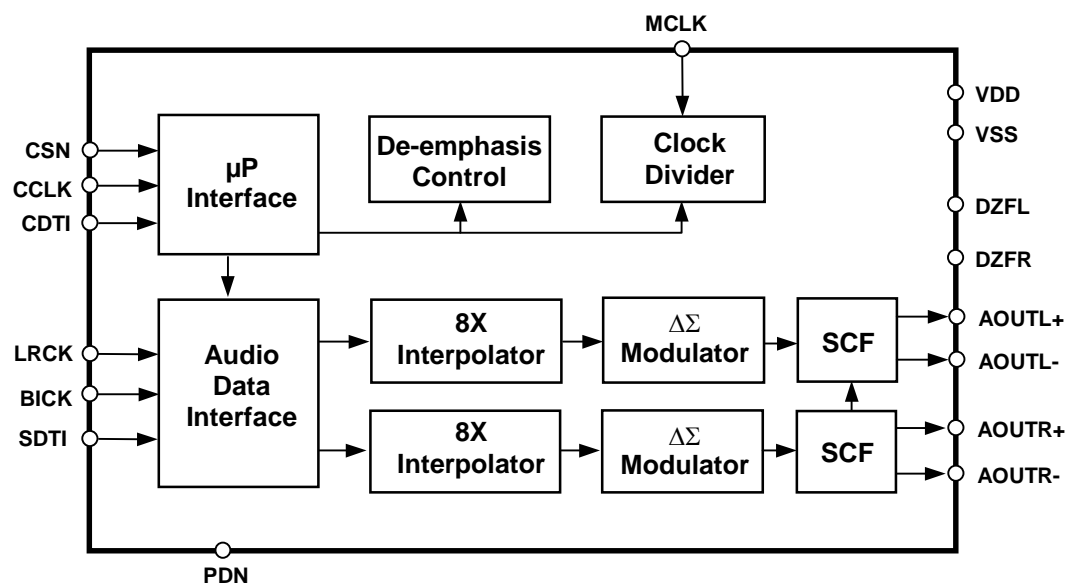 MCLK
VDD
VSS
DZFL
DZFR
CSN
CCLK
CDTI
µP
Interface
De-emphasis
Control
Clock
Divider
LRCK
BICK
SDTI
Audio
Data
Interface
8X
Interpolator
ΔΣ
Modulator
SCF
AOUTL+
AOUTL-
8X
Interpolator
ΔΣ
Modulator
SCF
AOUTR+
AOUTR-
PDN